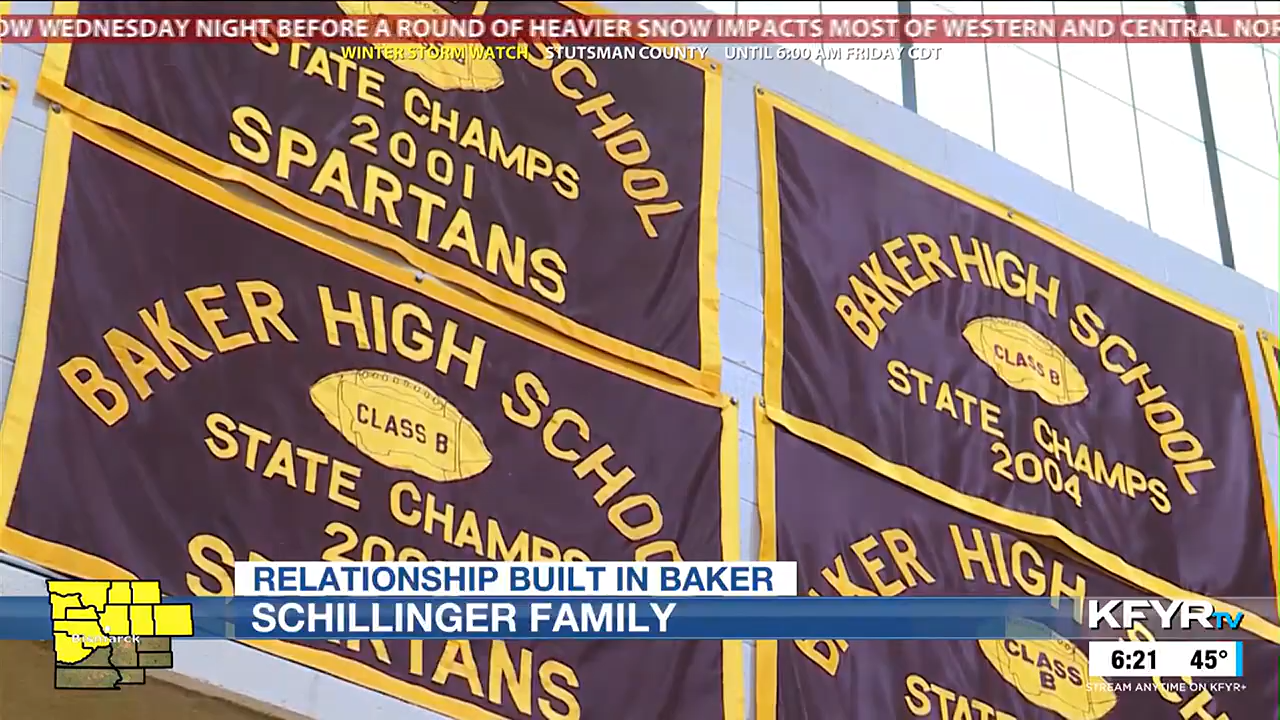 OW WEDNESDAY NIGHT BEFORE A ROUND OF HEAVIER SNOW IMPACTS MOST OF WESTERN AND CENTRAL NOR
WINTER STORM WATCH STUTSMAN COUNTY UNTIL 6:00 AM FRIDAY CDT
SCHOOL
STATE CHAMPS
2001
SPARTANS
BAKER HIGH SCHOOL
CLASS B
STATE CHAMPS
SPARTANS
BAKER HIGH SCHOOL
CLASS B
STATE CHAMPS
2004
BAKER HIGH
CLASS
B
STATE
RELATIONSHIP BUILT IN BAKER
SCHILLINGER FAMILY
Bismarck
KFYR TV
6:21 45°
STREAM ANYTIME ON KFYR+